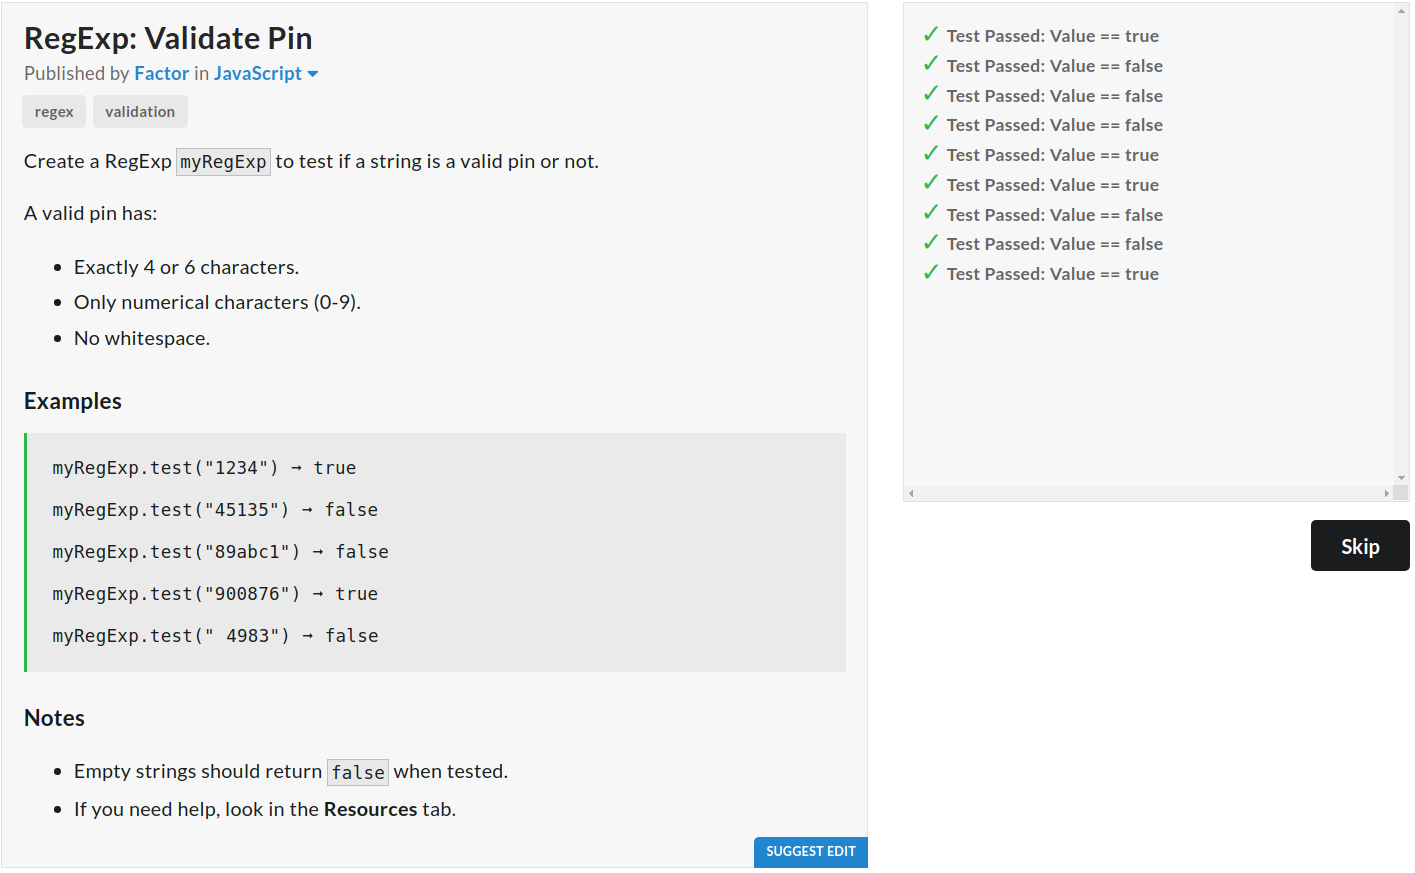 RegExp: Validate Pin
Published by Factor in JavaScript
regex validation
Create a RegExp myRegExp to test if a string is a valid pin or not.
A valid pin has:
Exactly 4 or 6 characters.
Only numerical characters (0-9).
No whitespace.
Examples
myRegExp.test("1234") → true
myRegExp.test("45135") → false
myRegExp.test("89abc1") → false
myRegExp.test("900876") → true
myRegExp.test(" 4983") → false
Notes
Empty strings should return false when tested.
If you need help, look in the Resources tab.
SUGGEST EDIT
✓ Test Passed: Value == true
✓ Test Passed: Value == false
✓ Test Passed: Value == false
✓ Test Passed: Value == false
✓ Test Passed: Value == true
✓ Test Passed: Value == true
✓ Test Passed: Value == false
✓ Test Passed: Value == false
✓ Test Passed: Value == true
Skip